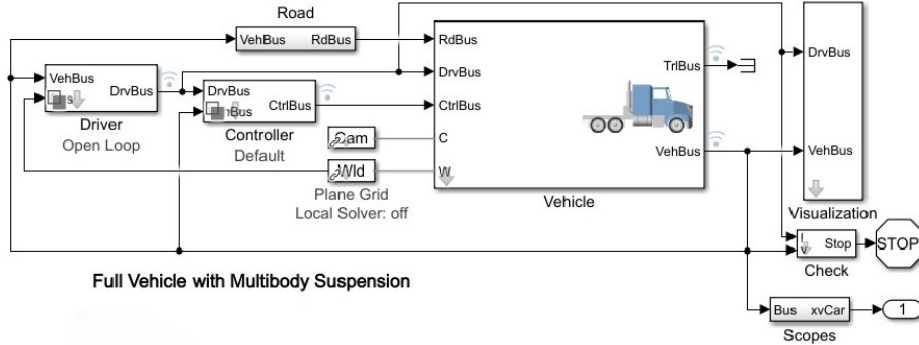 Road
VehBus RdBus
RdBus
DrvBus
CtrlBus
C
W
TrlBus
VehBus
Vehicle
VehBus
DrvBus
Driver
Open Loop
DrvBus
CtrlBus
Controller
Default
Cam
Wld
Plane Grid
Local Solver: off
DrvBus
VehBus
Visualization
Stop
Check
STOP
Bus xvCar
Scopes
1
Full Vehicle with Multibody Suspension